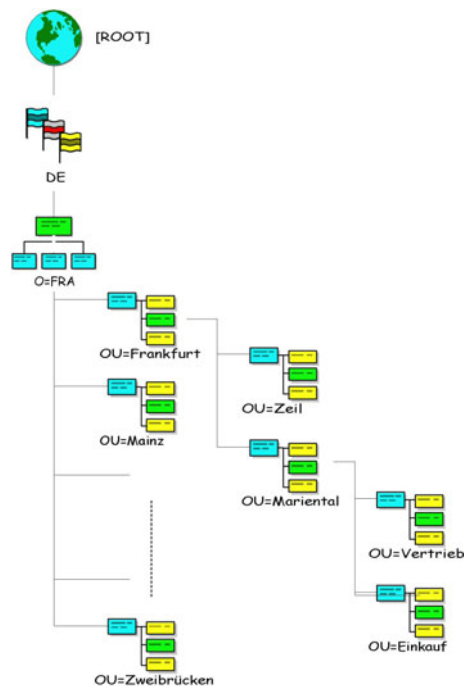 [ROOT]
DE
O=FRA
OU=Frankfurt
OU=Zeil
OU=Mainz
OU=Mariental
OU=Vertrieb
OU=Einkauf
OU=Zweibrücken